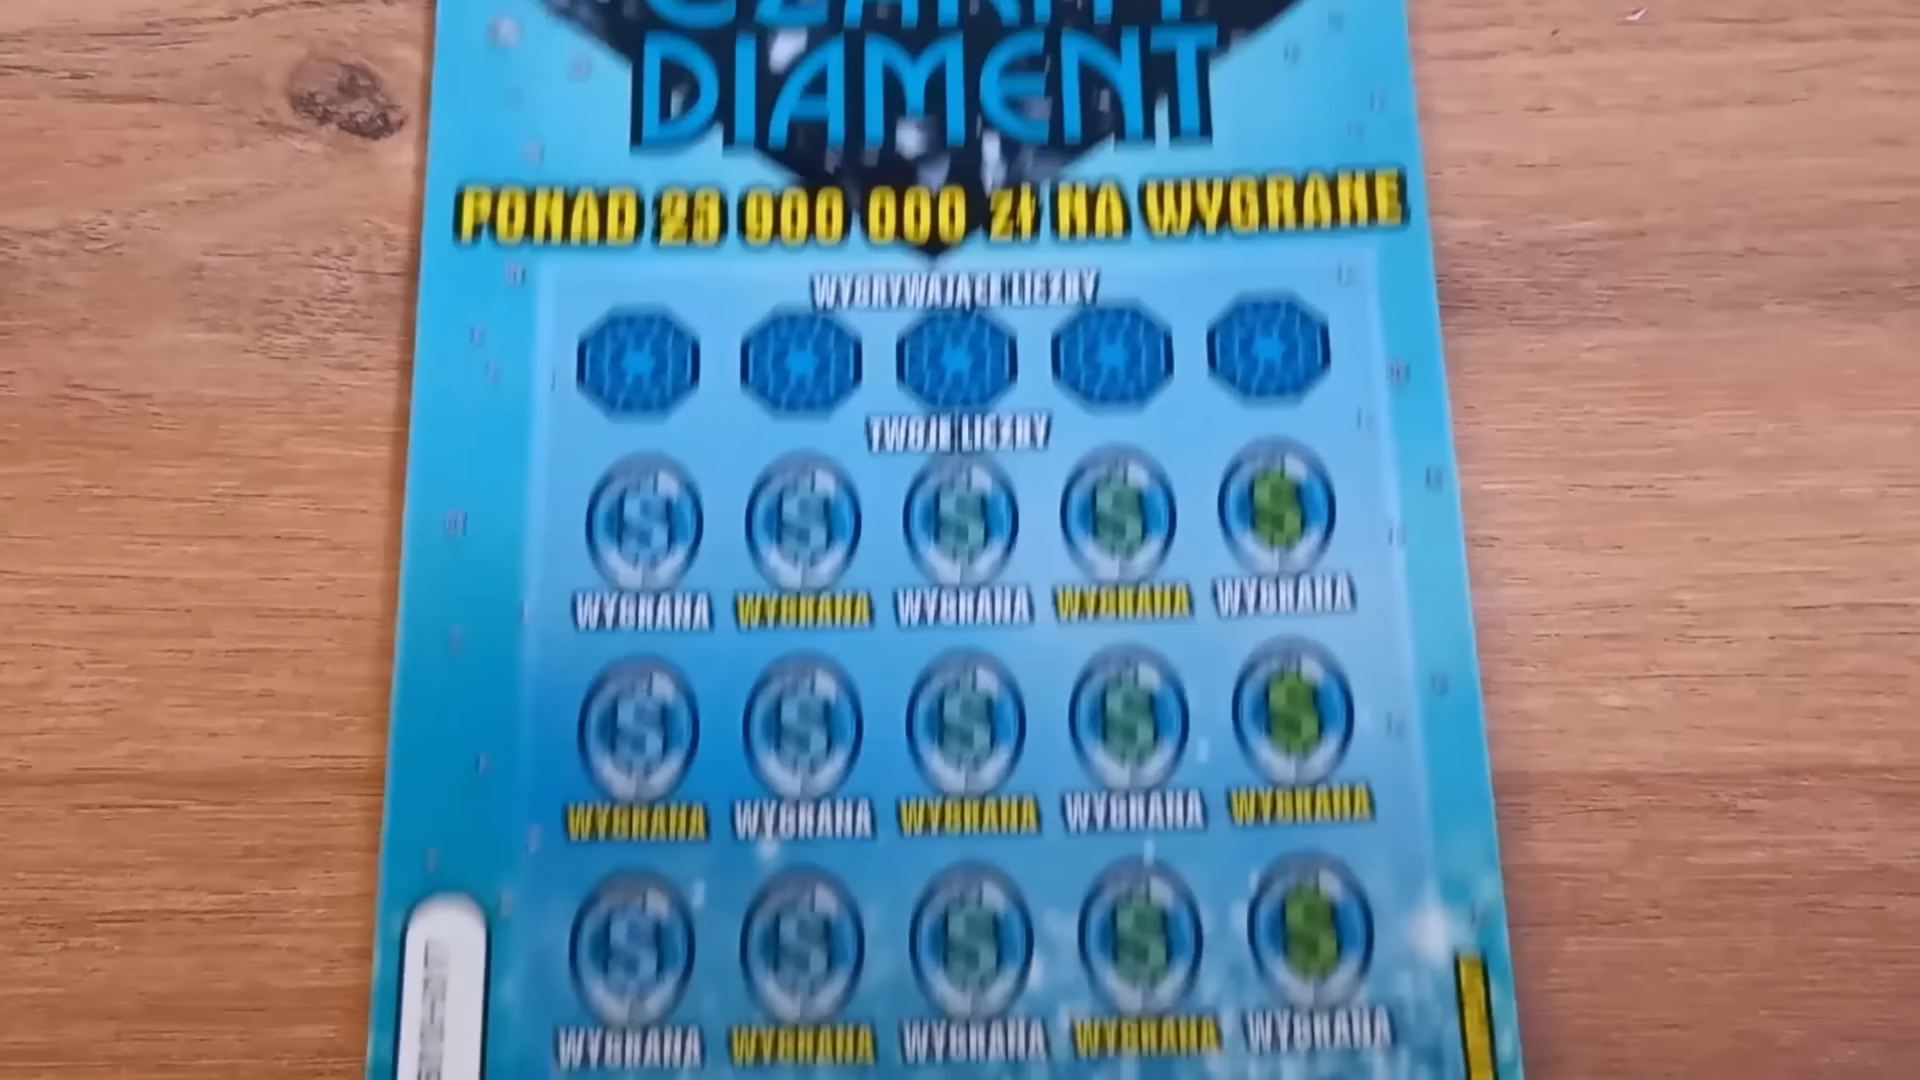 CZARNY
DIAMENT
PONAD 28 900 000 ZŁ NA WYGRANE
WYGRYWAJĄCE LICZBY
TWOJE LICZBY
WYGRANA WYGRANA WYGRANA WYGRANA WYGRANA
WYGRANA WYGRANA WYGRANA WYGRANA WYGRANA
WYGRANA WYGRANA WYGRANA WYGRANA WYGRANA